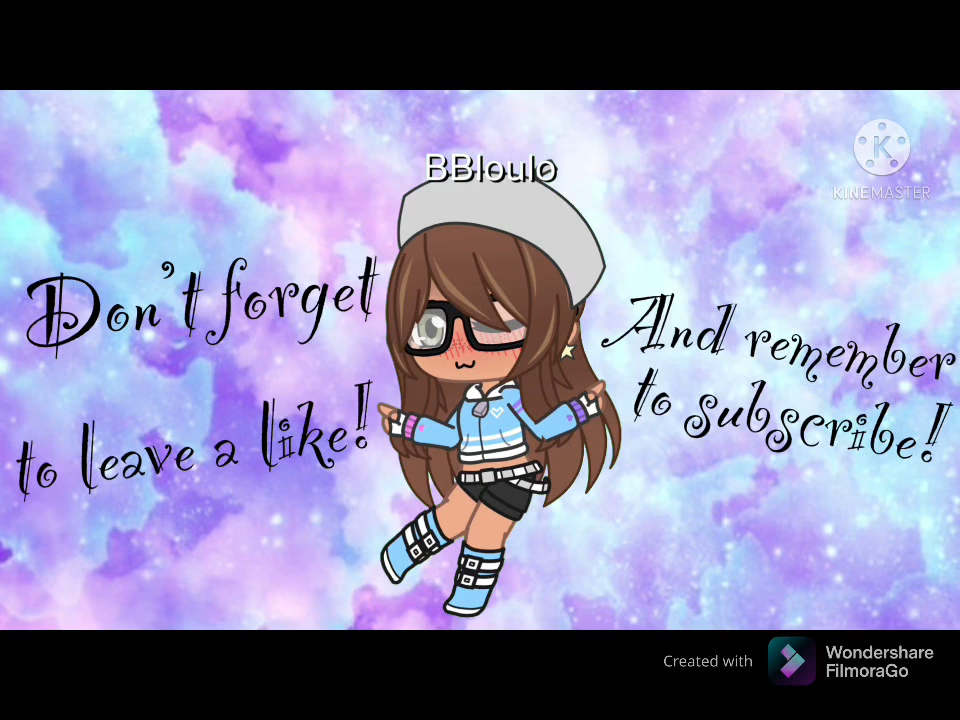 BBloulo
K
KINEMASTER
Don't forget
to leave a like!
And remember
to subscribe!
Created with
Wondershare
FilmoraGo